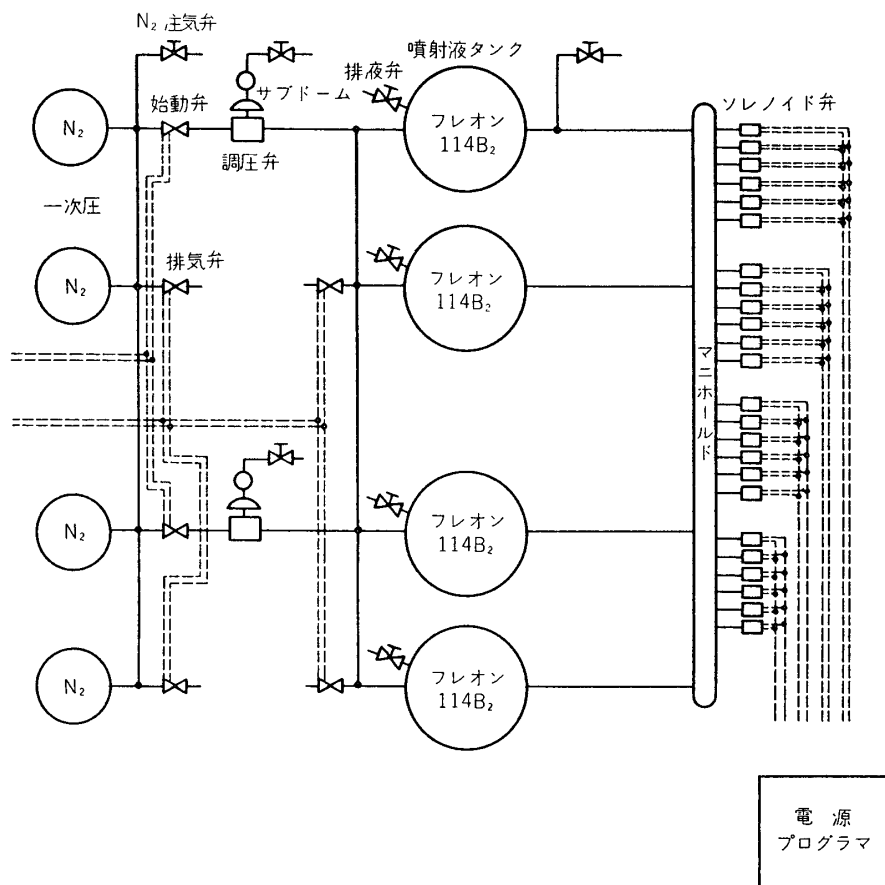 N₂ 注気弁
噴射液タンク
排液弁
サブドーム
始動弁
ソレノイド弁
N₂
フレオン
114B₂
調圧弁
一次圧
排気弁
N₂
フレオン
114B₂
マニホールド
N₂
フレオン
114B₂
N₂
フレオン
114B₂
電源
プログラマ